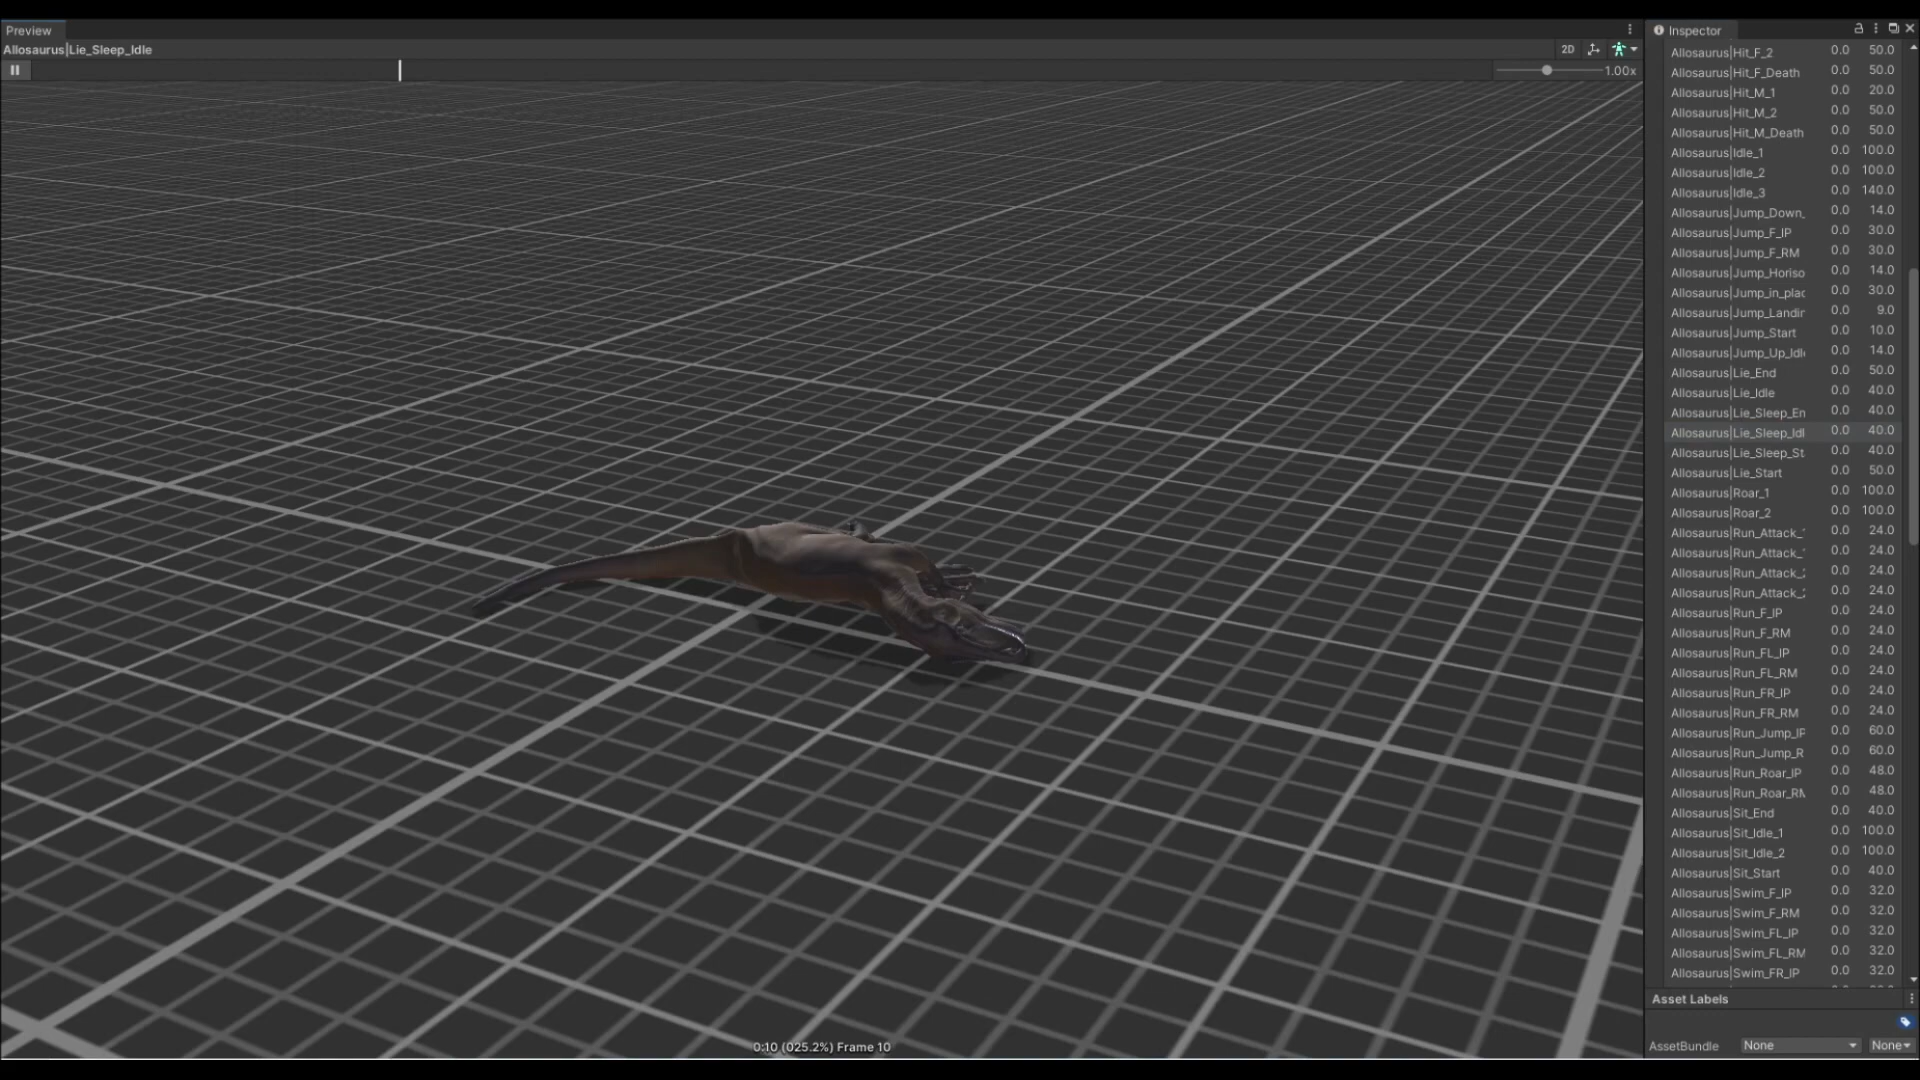 Preview
Allosaurus|Lie_Sleep_Idle
2D
1.00x
0:10 (025.2%) Frame 10
Inspector
Allosaurus|Hit_F_2 0.0 50.0
Allosaurus|Hit_F_Death 0.0 50.0
Allosaurus|Hit_M_1 0.0 20.0
Allosaurus|Hit_M_2 0.0 50.0
Allosaurus|Hit_M_Death 0.0 50.0
Allosaurus|Idle_1 0.0 100.0
Allosaurus|Idle_2 0.0 100.0
Allosaurus|Idle_3 0.0 140.0
Allosaurus|Jump_Down_ 0.0 14.0
Allosaurus|Jump_F_IP 0.0 30.0
Allosaurus|Jump_F_RM 0.0 30.0
Allosaurus|Jump_Horiso 0.0 14.0
Allosaurus|Jump_in_plac 0.0 30.0
Allosaurus|Jump_Landir 0.0 9.0
Allosaurus|Jump_Start 0.0 10.0
Allosaurus|Jump_Up_Idl 0.0 14.0
Allosaurus|Lie_End 0.0 50.0
Allosaurus|Lie_Idle 0.0 40.0
Allosaurus|Lie_Sleep_En 0.0 40.0
Allosaurus|Lie_Sleep_Idl 0.0 40.0
Allosaurus|Lie_Sleep_St 0.0 40.0
Allosaurus|Lie_Start 0.0 50.0
Allosaurus|Roar_1 0.0 100.0
Allosaurus|Roar_2 0.0 100.0
Allosaurus|Run_Attack_ 0.0 24.0
Allosaurus|Run_Attack_ 0.0 24.0
Allosaurus|Run_Attack_ 0.0 24.0
Allosaurus|Run_Attack_ 0.0 24.0
Allosaurus|Run_F_IP 0.0 24.0
Allosaurus|Run_F_RM 0.0 24.0
Allosaurus|Run_FL_IP 0.0 24.0
Allosaurus|Run_FL_RM 0.0 24.0
Allosaurus|Run_FR_IP 0.0 24.0
Allosaurus|Run_FR_RM 0.0 24.0
Allosaurus|Run_Jump_IP 0.0 60.0
Allosaurus|Run_Jump_R 0.0 60.0
Allosaurus|Run_Roar_IP 0.0 48.0
Allosaurus|Run_Roar_RM 0.0 48.0
Allosaurus|Sit_End 0.0 40.0
Allosaurus|Sit_Idle_1 0.0 100.0
Allosaurus|Sit_Idle_2 0.0 100.0
Allosaurus|Sit_Start 0.0 40.0
Allosaurus|Swim_F_IP 0.0 32.0
Allosaurus|Swim_F_RM 0.0 32.0
Allosaurus|Swim_FL_IP 0.0 32.0
Allosaurus|Swim_FL_RM 0.0 32.0
Allosaurus|Swim_FR_IP 0.0 32.0
Asset Labels
AssetBundle None None